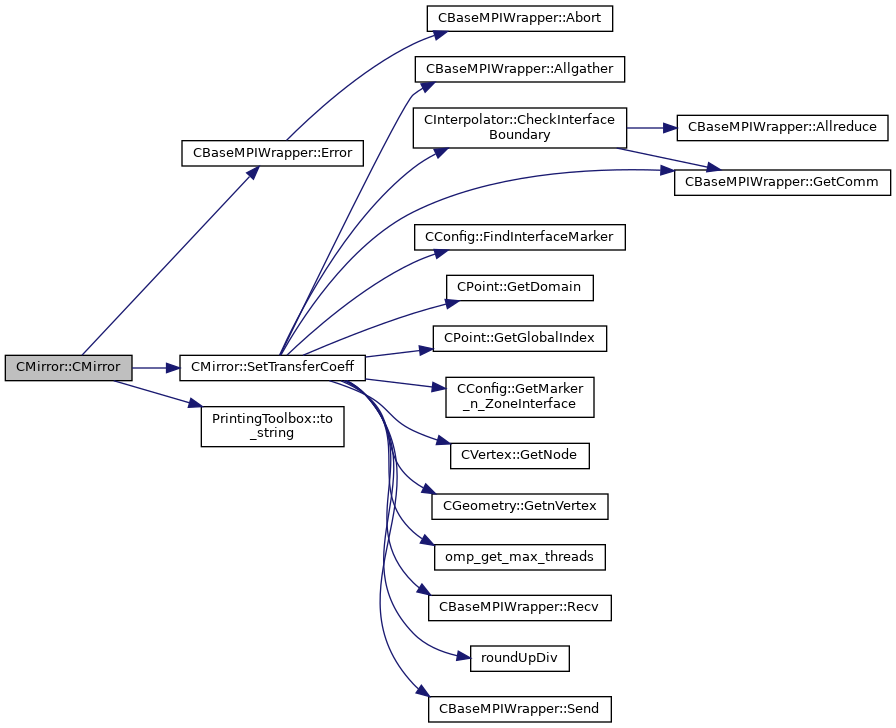 CBaseMPIWrapper::Abort
CBaseMPIWrapper::Allgather
CInterpolator::CheckInterface
Boundary
CBaseMPIWrapper::Allreduce
CBaseMPIWrapper::Error
CBaseMPIWrapper::GetComm
CConfig::FindInterfaceMarker
CPoint::GetDomain
CPoint::GetGlobalIndex
CMirror::CMirror
CMirror::SetTransferCoeff
CConfig::GetMarker
_n_ZoneInterface
PrintingToolbox::to
_string
CVertex::GetNode
CGeometry::GetnVertex
omp_get_max_threads
CBaseMPIWrapper::Recv
roundUpDiv
CBaseMPIWrapper::Send